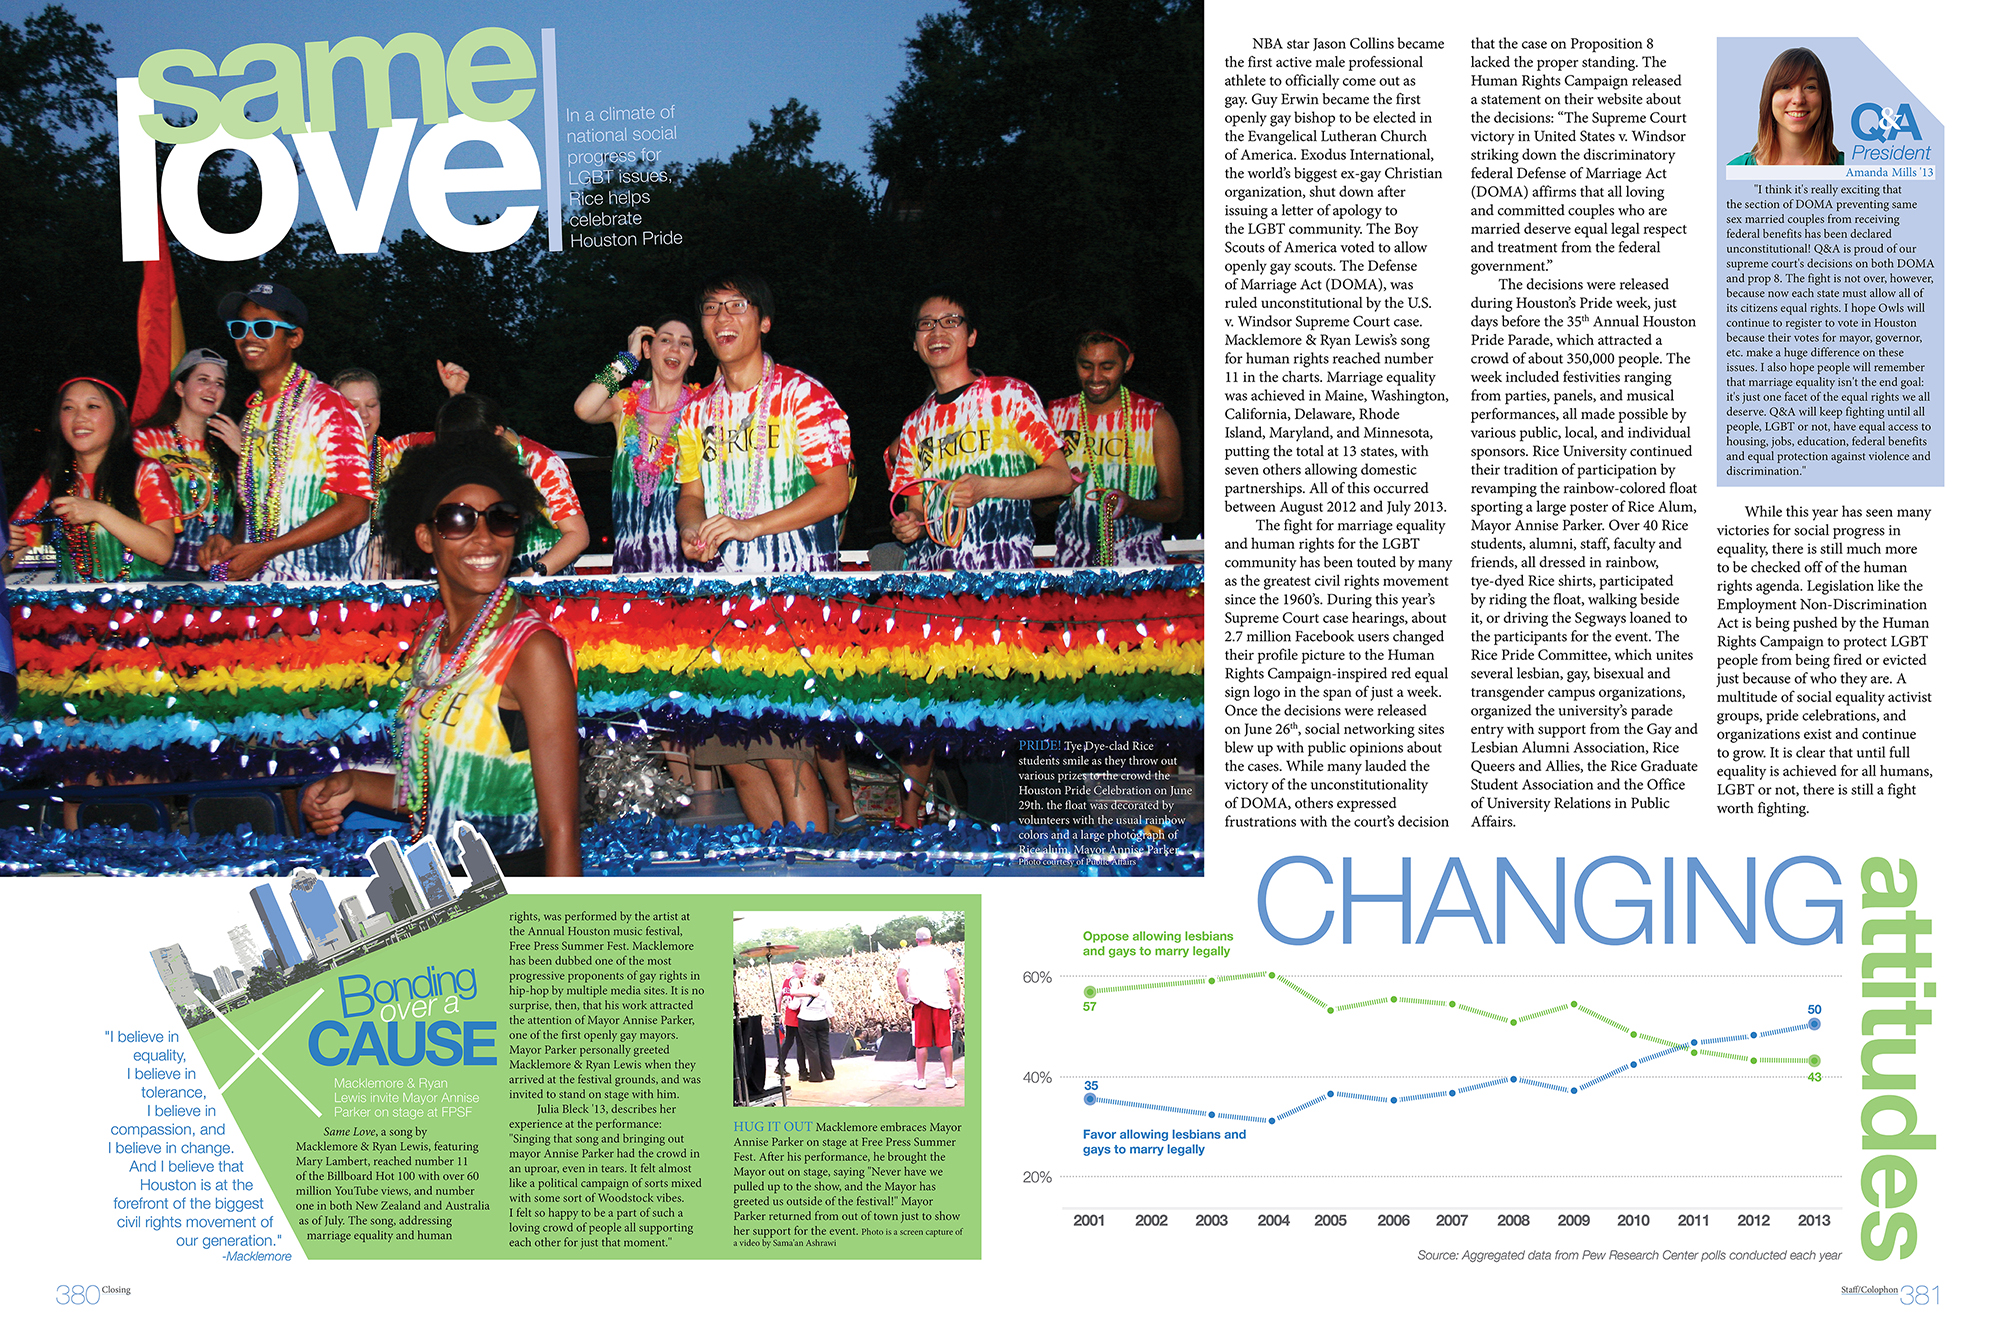 same
love
In a climate of
national social
progress for
LGBT issues,
Rice helps
celebrate
Houston Pride
RICE
RICE
RICE
PRIDE! Tye Dye-clad Rice
students smile as they throw out
various prizes to the crowd the
Houston Pride Celebration on June
29th. the float was decorated by
volunteers with the usual rainbow
colors and a large photograph of
Rice alum, Mayor Annise Parker
Photo courtesy of Public Affairs
NBA star Jason Collins became
the first active male professional
athlete to officially come out as
gay. Guy Erwin became the first
openly gay bishop to be elected in
the Evangelical Lutheran Church
of America. Exodus International,
the world's biggest ex-gay Christian
organization, shut down after
issuing a letter of apology to
the LGBT community. The Boy
Scouts of America voted to allow
openly gay scouts. The Defense
of Marriage Act (DOMA), was
ruled unconstitutional by the U.S.
v. Windsor Supreme Court case.
Macklemore & Ryan Lewis's song
for human rights reached number
11 in the charts. Marriage equality
was achieved in Maine, Washington,
California, Delaware, Rhode
Island, Maryland, and Minnesota,
putting the total at 13 states, with
seven others allowing domestic
partnerships. All of this occurred
between August 2012 and July 2013.
The fight for marriage equality
and human rights for the LGBT
community has been touted by many
as the greatest civil rights movement
since the 1960's. During this year's
Supreme Court case hearings, about
2.7 million Facebook users changed
their profile picture to the Human
Rights Campaign-inspired red equal
sign logo in the span of just a week.
Once the decisions were released
on June 26th, social networking sites
blew up with public opinions about
the cases. While many lauded the
victory of the unconstitutionality
of DOMA, others expressed
frustrations with the court's decision
that the case on Proposition 8
lacked the proper standing. The
Human Rights Campaign released
a statement on their website about
the decisions: "The Supreme Court
victory in United States v. Windsor
striking down the discriminatory
federal Defense of Marriage Act
(DOMA) affirms that all loving
and committed couples who are
married deserve equal legal respect
and treatment from the federal
government."
The decisions were released
during Houston's Pride week, just
days before the 35th Annual Houston
Pride Parade, which attracted a
crowd of about 350,000 people. The
week included festivities ranging
from parties, panels, and musical
performances, all made possible by
various public, local, and individual
sponsors. Rice University continued
their tradition of participation by
revamping the rainbow-colored float
sporting a large poster of Rice Alum,
Mayor Annise Parker. Over 40 Rice
students, alumni, staff, faculty and
friends, all dressed in rainbow,
tye-dyed Rice shirts, participated
by riding the float, walking beside
it, or driving the Segways loaned to
the participants for the event. The
Rice Pride Committee, which unites
several lesbian, gay, bisexual and
transgender campus organizations,
organized the university's parade
entry with support from the Gay and
Lesbian Alumni Association, Rice
Queers and Allies, the Rice Graduate
Student Association and the Office
of University Relations in Public
Affairs.
Q&A
President
Amanda Mills '13
"I think it's really exciting that
the section of DOMA preventing same
sex married couples from receiving
federal benefits has been declared
unconstitutional! Q&A is proud of our
supreme court's decisions on both DOMA
and prop 8. The fight is not over, however,
because now each state must allow all of
its citizens equal rights. I hope Owls will
continue to register to vote in Houston
because their votes for mayor, governor,
etc. make a huge difference on these
issues. I also hope people will remember
that marriage equality isn't the end goal:
it's just one facet of the equal rights we all
deserve. Q&A will keep fighting until all
people, LGBT or not, have equal access to
housing, jobs, education, federal benefits
and equal protection against violence and
discrimination."
While this year has seen many
victories for social progress in
equality, there is still much more
to be checked off of the human
rights agenda. Legislation like the
Employment Non-Discrimination
Act is being pushed by the Human
Rights Campaign to protect LGBT
people from being fired or evicted
just because of who they are. A
multitude of social equality activist
groups, pride celebrations, and
organizations exist and continue
to grow. It is clear that until full
equality is achieved for all humans,
LGBT or not, there is still a fight
worth fighting.
"I believe in
equality,
I believe in
tolerance,
I believe in
compassion, and
I believe in change.
And I believe that
Houston is at the
forefront of the biggest
civil rights movement of
our generation."
-Macklemore
Bonding
over a
CAUSE
Macklemore & Ryan
Lewis invite Mayor Annise
Parker on stage at FPSF
Same Love, a song by
Macklemore & Ryan Lewis, featuring
Mary Lambert, reached number 11
of the Billboard Hot 100 with over 60
million YouTube views, and number
one in both New Zealand and Australia
as of July. The song, addressing
marriage equality and human
rights, was performed by the artist at
the Annual Houston music festival,
Free Press Summer Fest. Macklemore
has been dubbed one of the most
progressive proponents of gay rights in
hip-hop by multiple media sites. It is no
surprise, then, that his work attracted
the attention of Mayor Annise Parker,
one of the first openly gay mayors.
Mayor Parker personally greeted
Macklemore & Ryan Lewis when they
arrived at the festival grounds, and was
invited to stand on stage with him.
Julia Bleck '13, describes her
experience at the performance:
"Singing that song and bringing out
mayor Annise Parker had the crowd in
an uproar, even in tears. It felt almost
like a political campaign of sorts mixed
with some sort of Woodstock vibes.
I felt so happy to be a part of such a
loving crowd of people all supporting
each other for just that moment."
HUG IT OUT Macklemore embraces Mayor
Annise Parker on stage at Free Press Summer
Fest. After his performance, he brought the
Mayor out on stage, saying "Never have we
pulled up to the show, and the Mayor has
greeted us outside of the festival!" Mayor
Parker returned from out of town just to show
her support for the event. Photo is a screen capture of
a video by Sama'an Ashrawi
CHANGING
attitudes
Oppose allowing lesbians
and gays to marry legally
60%
57
50
40%
35
43
Favor allowing lesbians and
gays to marry legally
20%
2001 2002 2003 2004 2005 2006 2007 2008 2009 2010 2011 2012 2013
Source: Aggregated data from Pew Research Center polls conducted each year
380 Closing
Staff/Colophon 381